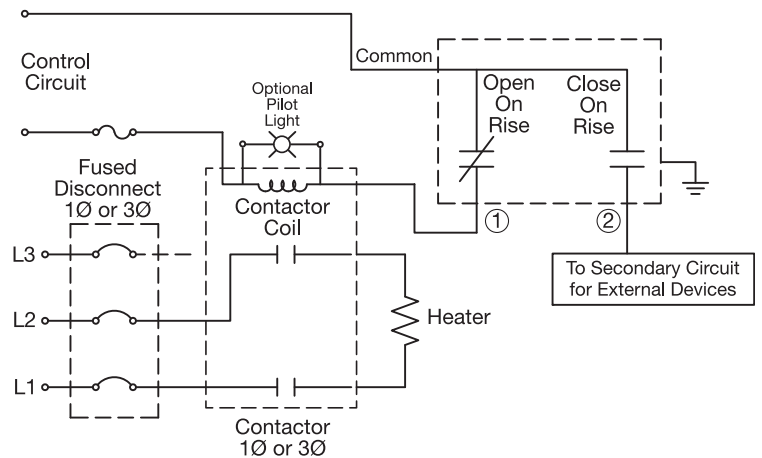 Control
Circuit
Common
Open
On
Rise
Close
On
Rise
Optional
Pilot
Light
Fused
Disconnect
1Ø or 3Ø
Contactor
Coil
①
②
L3
L2
L1
Heater
To Secondary Circuit
for External Devices
Contactor
1Ø or 3Ø